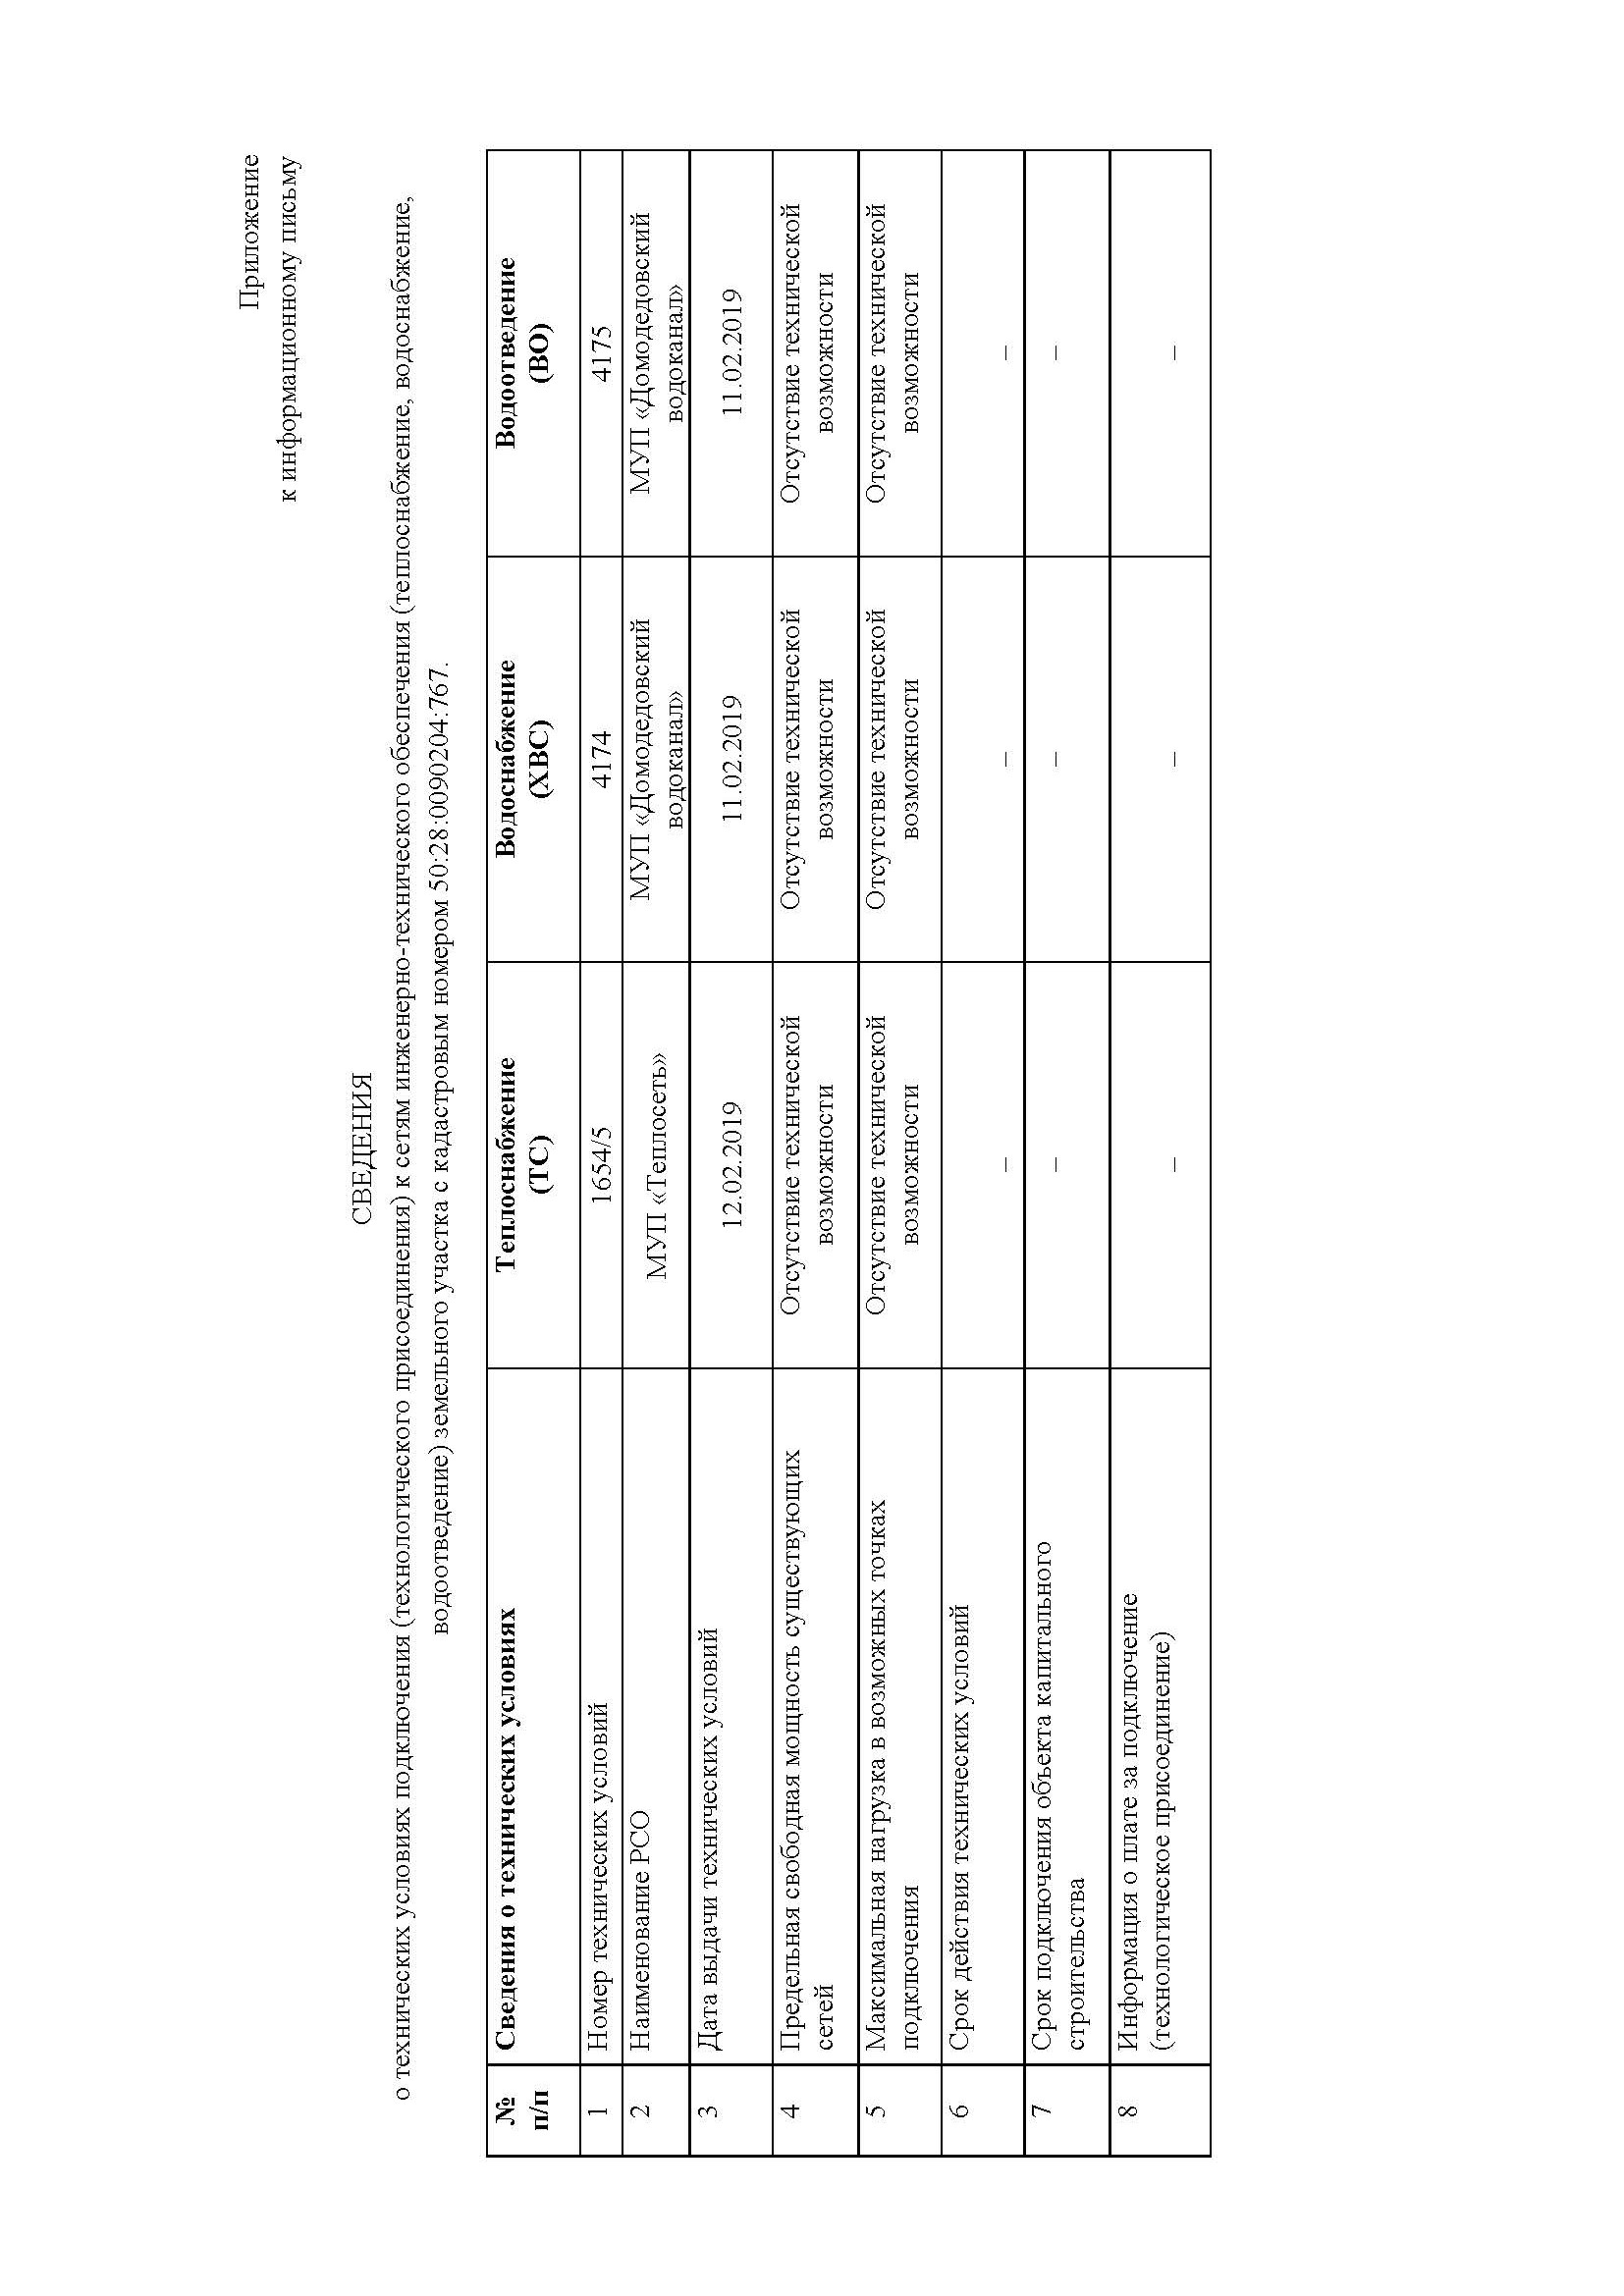 Приложение
к информационному письму
СВЕДЕНИЯ
о технических условиях подключения (технологического присоединения) к сетям инженерно-технического обеспечения (теплоснабжение, водоснабжение,
водоотведение) земельного участка с кадастровым номером 50:28:0090204:767.
№ п/п Сведения о технических условиях Теплоснабжение (ТС) Водоснабжение (ХВС) Водоотведение (ВО)
1 Номер технических условий 1654/5 4174 4175
2 Наименование РСО МУП «Теплосеть» МУП «Домодедовский водоканал» МУП «Домодедовский водоканал»
3 Дата выдачи технических условий 12.02.2019 11.02.2019 11.02.2019
4 Предельная свободная мощность существующих сетей Отсутствие технической возможности Отсутствие технической возможности Отсутствие технической возможности
5 Максимальная нагрузка в возможных точках подключения Отсутствие технической возможности Отсутствие технической возможности Отсутствие технической возможности
6 Срок действия технических условий – – –
7 Срок подключения объекта капитального строительства – – –
8 Информация о плате за подключение (технологическое присоединение) – – –